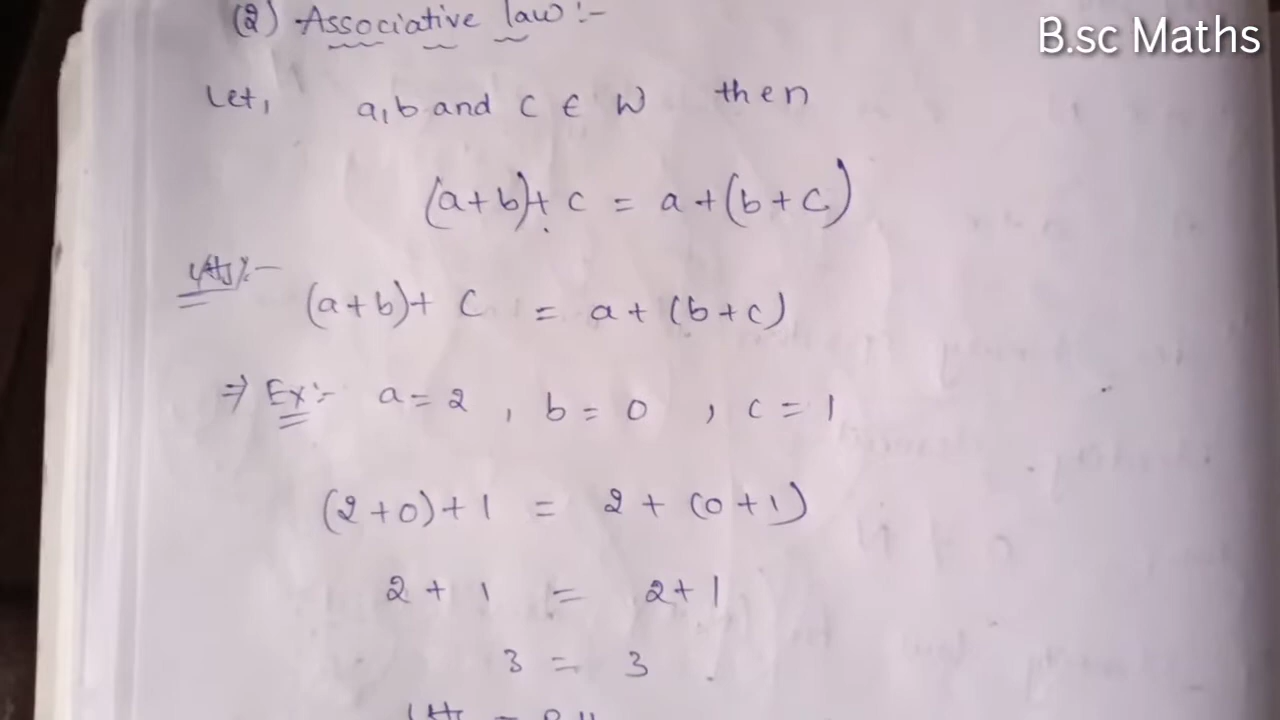 (2) Associative law :-
B.sc Maths
Let, a,b and c ∈ W then
(a+b)+c = a+(b+c)
(a+b)+c = a+(b+c)
⇒ Ex:- a=2, b=0, c=1
(2+0)+1 = 2+(0+1)
2+1 = 2+1
3 = 3